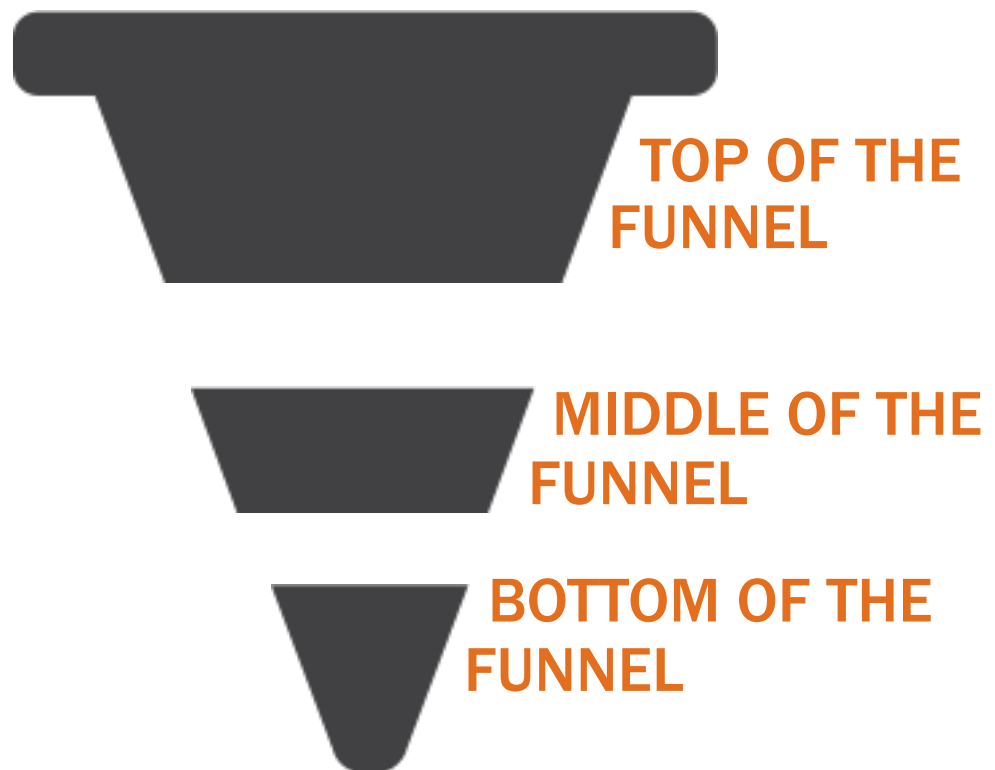 TOP OF THE
FUNNEL
MIDDLE OF THE
FUNNEL
BOTTOM OF THE
FUNNEL